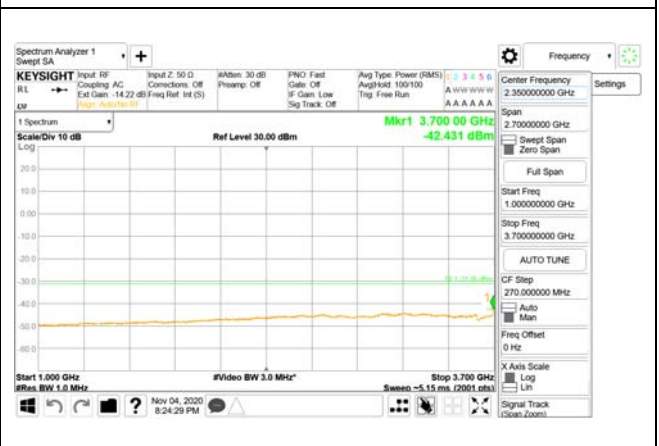 Spectrum Analyzer 1
Swept SA
Frequency
KEYSIGHT
RL
LM
Input: RF
Coupling: AC
Ext Gain: -14.22 dB
Align: Auto/No RF
Input Z: 50 Ω
Corrections: Off
Freq Ref: Int (S)
#Atten: 30 dB
Preamp: Off
PNO: Fast
Gate: Off
IF Gain: Low
Sig Track: Off
Avg Type: Power (RMS)
Avg|Hold: 100/100
Trig: Free Run
1 2 3 4 5 6
A W W W W W
A A A A A A
Center Frequency
2.350000000 GHz
Settings
Span
2.70000000 GHz
Swept Span
Zero Span
Full Span
Start Freq
1.000000000 GHz
Stop Freq
3.700000000 GHz
AUTO TUNE
CF Step
270.000000 MHz
Auto
Man
Freq Offset
0 Hz
X Axis Scale
Log
Lin
Signal Track
(Span Zoom)
1 Spectrum
Scale/Div 10 dB
Ref Level 30.00 dBm
Mkr1 3.700 00 GHz
-42.431 dBm
Log
20.0
10.0
0.00
-10.0
-20.0
-30.0
-40.0
-50.0
-60.0
1
Start 1.000 GHz
#Res BW 1.0 MHz
#Video BW 3.0 MHz*
Stop 3.700 GHz
Sweep ~5.15 ms (2001 pts)
Nov 04, 2020
8:24:29 PM